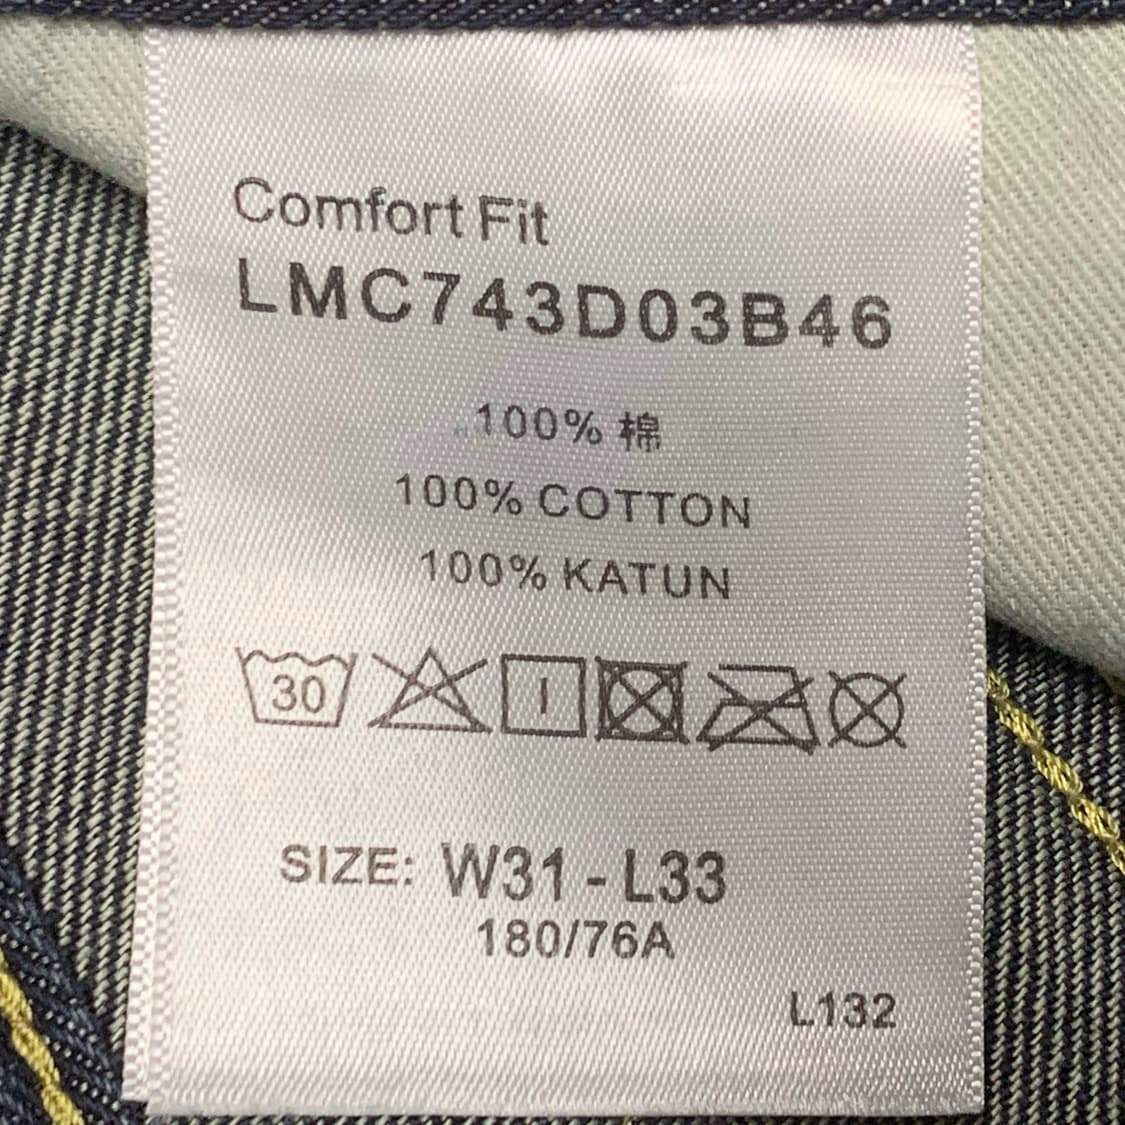 Comfort Fit
LMC743D03B46
100% 棉
100% COTTON
100% KATUN
30
SIZE: W31 - L33
180/76A
L132